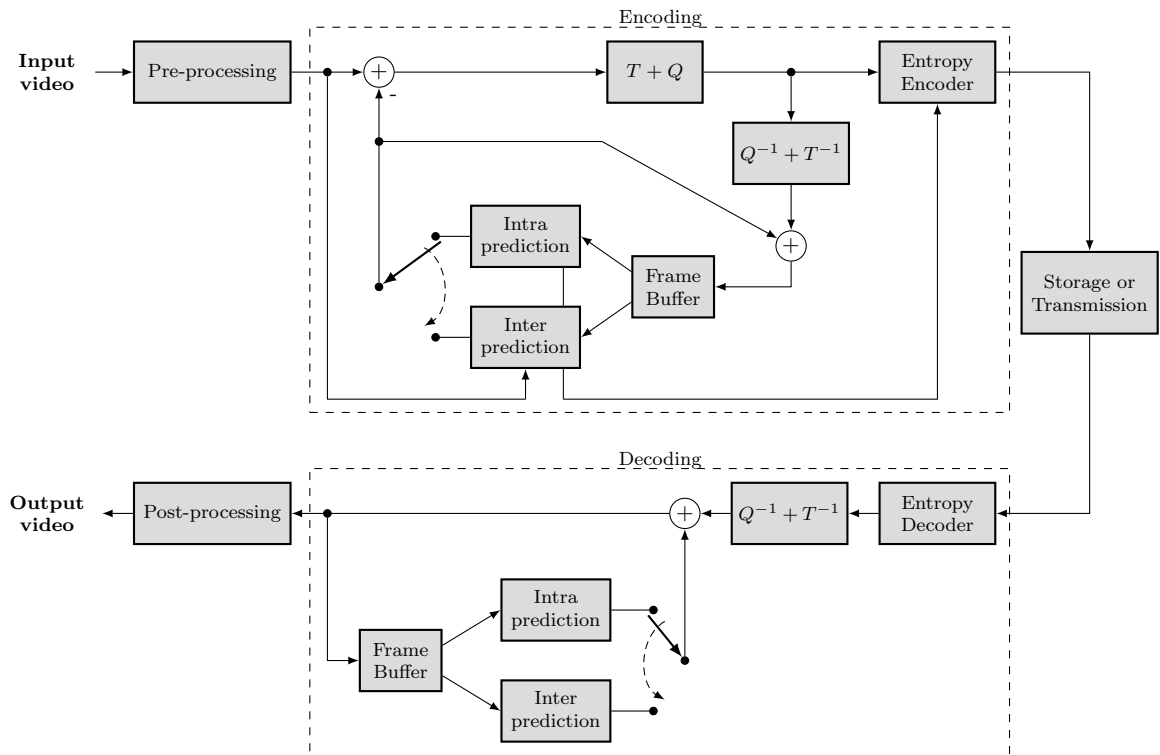 Encoding
Input
video
Pre-processing
+
-
T + Q
Entropy
Encoder
Q⁻¹ + T⁻¹
+
Intra
prediction
Frame
Buffer
Inter
prediction
Storage or
Transmission
Decoding
Output
video
Post-processing
+
Q⁻¹ + T⁻¹
Entropy
Decoder
Intra
prediction
Frame
Buffer
Inter
prediction